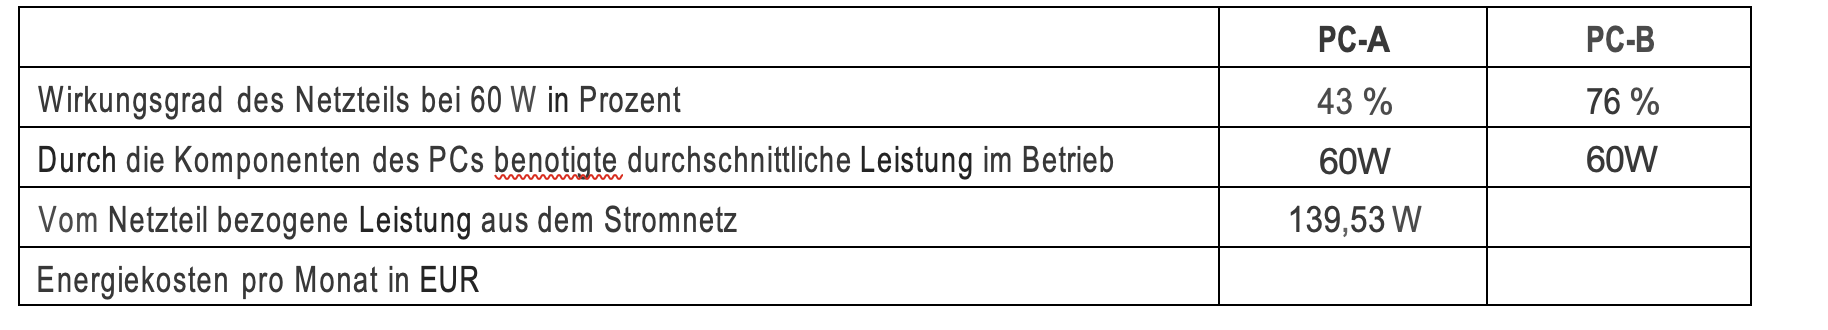 PC-A PC-B
Wirkungsgrad des Netzteils bei 60 W in Prozent 43 % 76 %
Durch die Komponenten des PCs benotigte durchschnittliche Leistung im Betrieb 60W 60W
Vom Netzteil bezogene Leistung aus dem Stromnetz 139,53 W
Energiekosten pro Monat in EUR